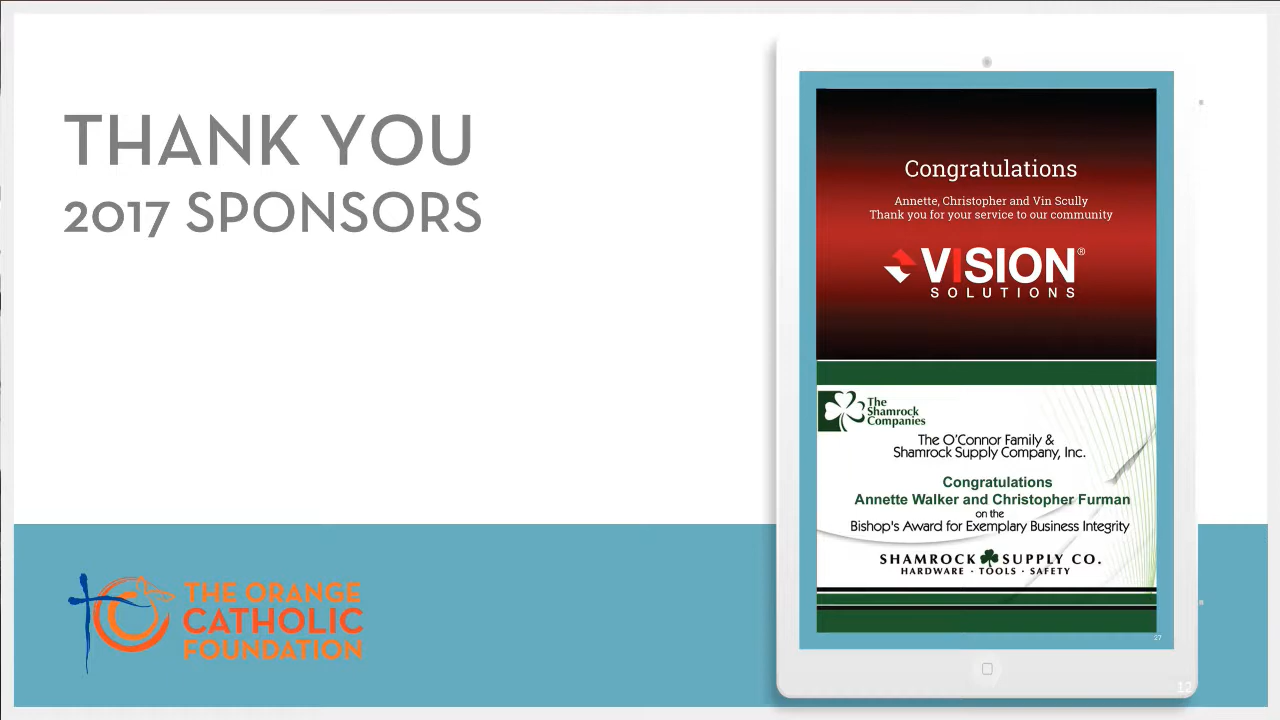 THANK YOU
2017 SPONSORS
Congratulations
Annette, Christopher and Vin Scully
Thank you for your service to our community
VISION®
SOLUTIONS
The
Shamrock
Companies
The O'Connor Family &
Shamrock Supply Company, Inc.
Congratulations
Annette Walker and Christopher Furman
on the
Bishop's Award for Exemplary Business Integrity
SHAMROCK SUPPLY CO.
HARDWARE · TOOLS · SAFETY
27
THE ORANGE
CATHOLIC
FOUNDATION
12